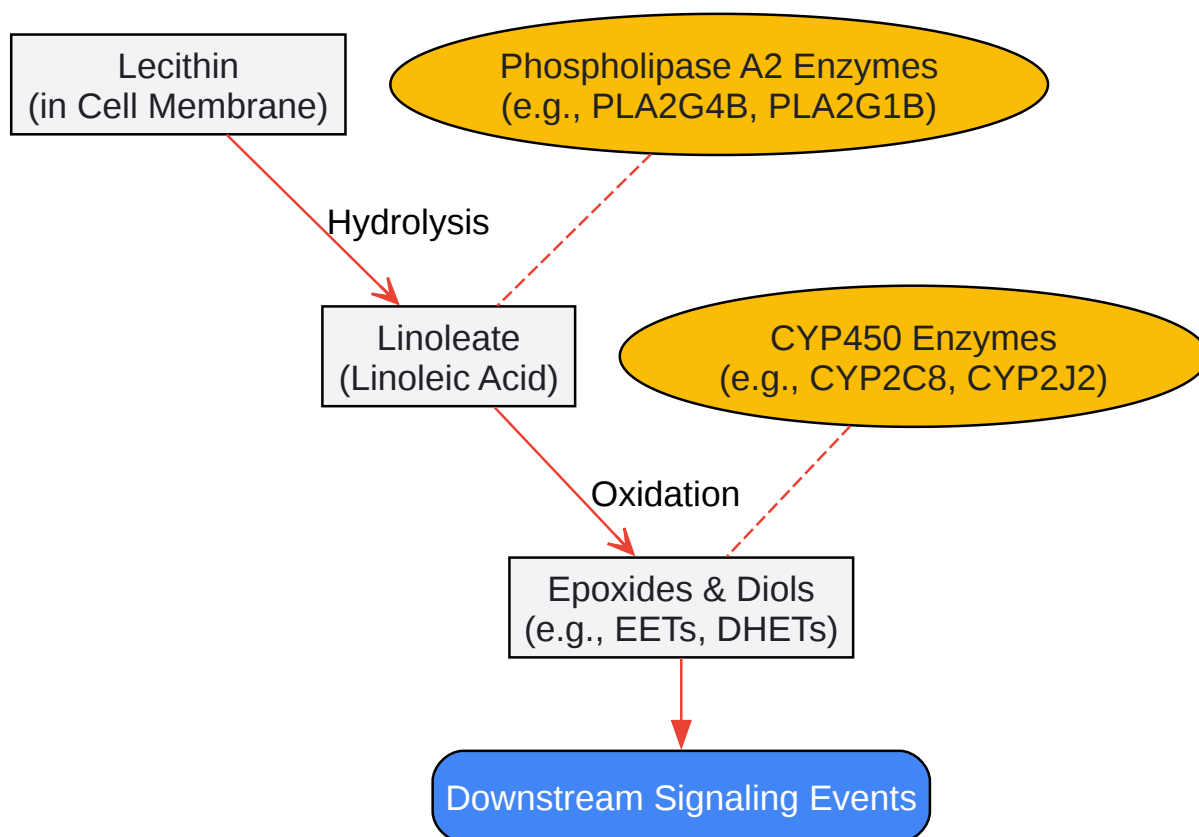 Lecithin
(in Cell Membrane)
Phospholipase A2 Enzymes
(e.g., PLA2G4B, PLA2G1B)
Hydrolysis
Linoleate
(Linoleic Acid)
CYP450 Enzymes
(e.g., CYP2C8, CYP2J2)
Oxidation
Epoxides & Diols
(e.g., EETs, DHETs)
Downstream Signaling Events